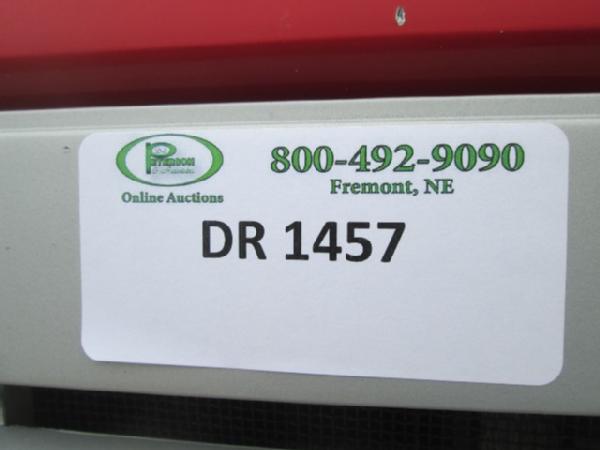 800-492-9090
Online Auctions
Fremont, NE
DR 1457